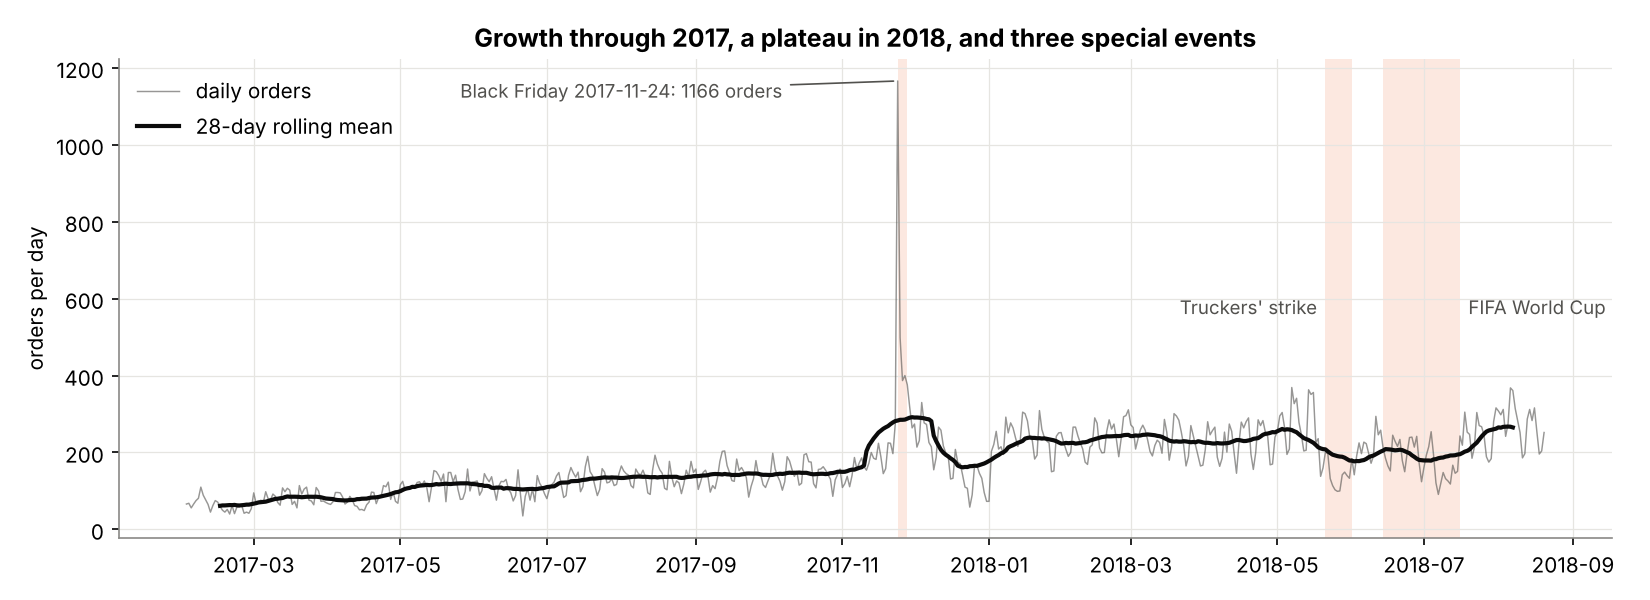 Growth through 2017, a plateau in 2018, and three special events
1200
1000
800
600
400
200
0
orders per day
daily orders
28-day rolling mean
Black Friday 2017-11-24: 1166 orders
Truckers' strike
FIFA World Cup
2017-03
2017-05
2017-07
2017-09
2017-11
2018-01
2018-03
2018-05
2018-07
2018-09